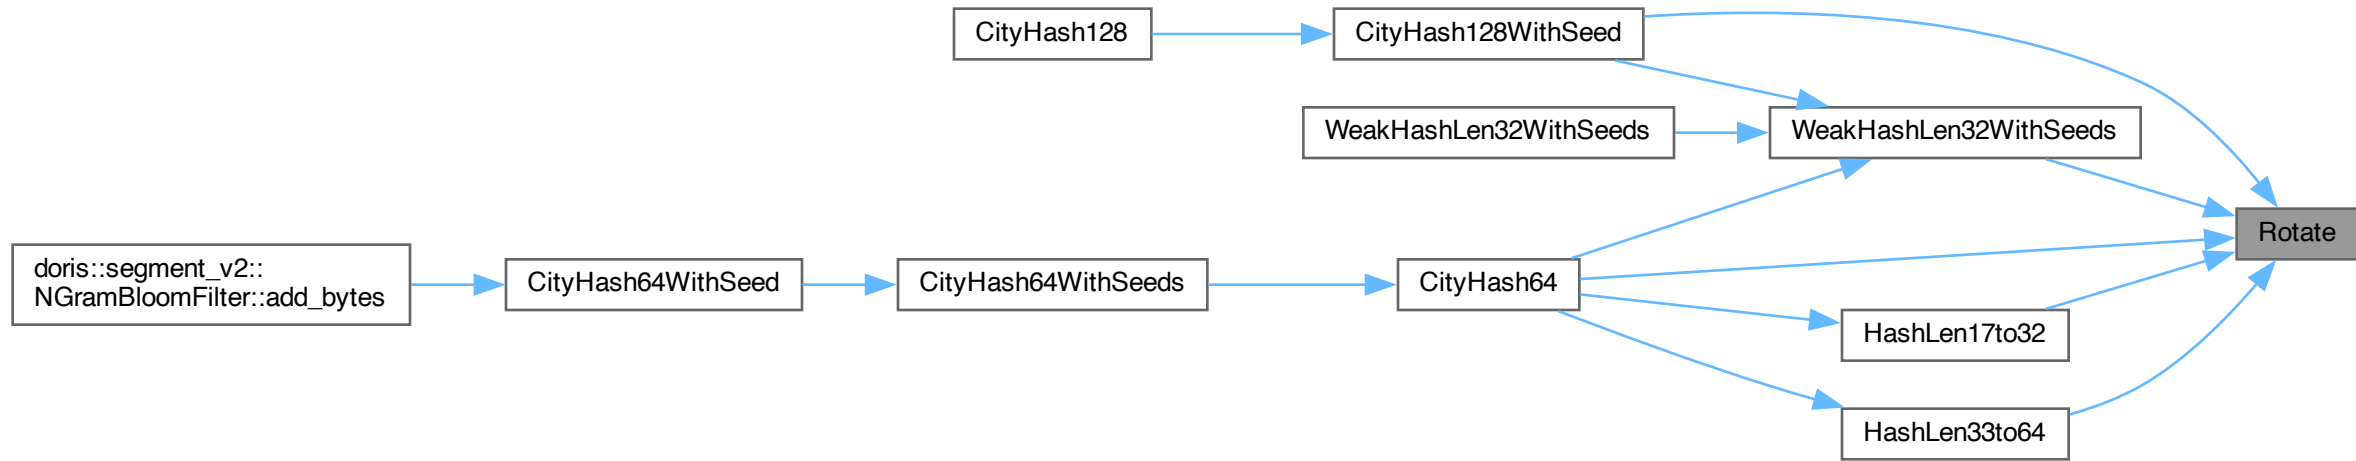 CityHash128
CityHash128WithSeed
WeakHashLen32WithSeeds
WeakHashLen32WithSeeds
Rotate
doris::segment_v2::
NGramBloomFilter::add_bytes
CityHash64WithSeed
CityHash64WithSeeds
CityHash64
HashLen17to32
HashLen33to64